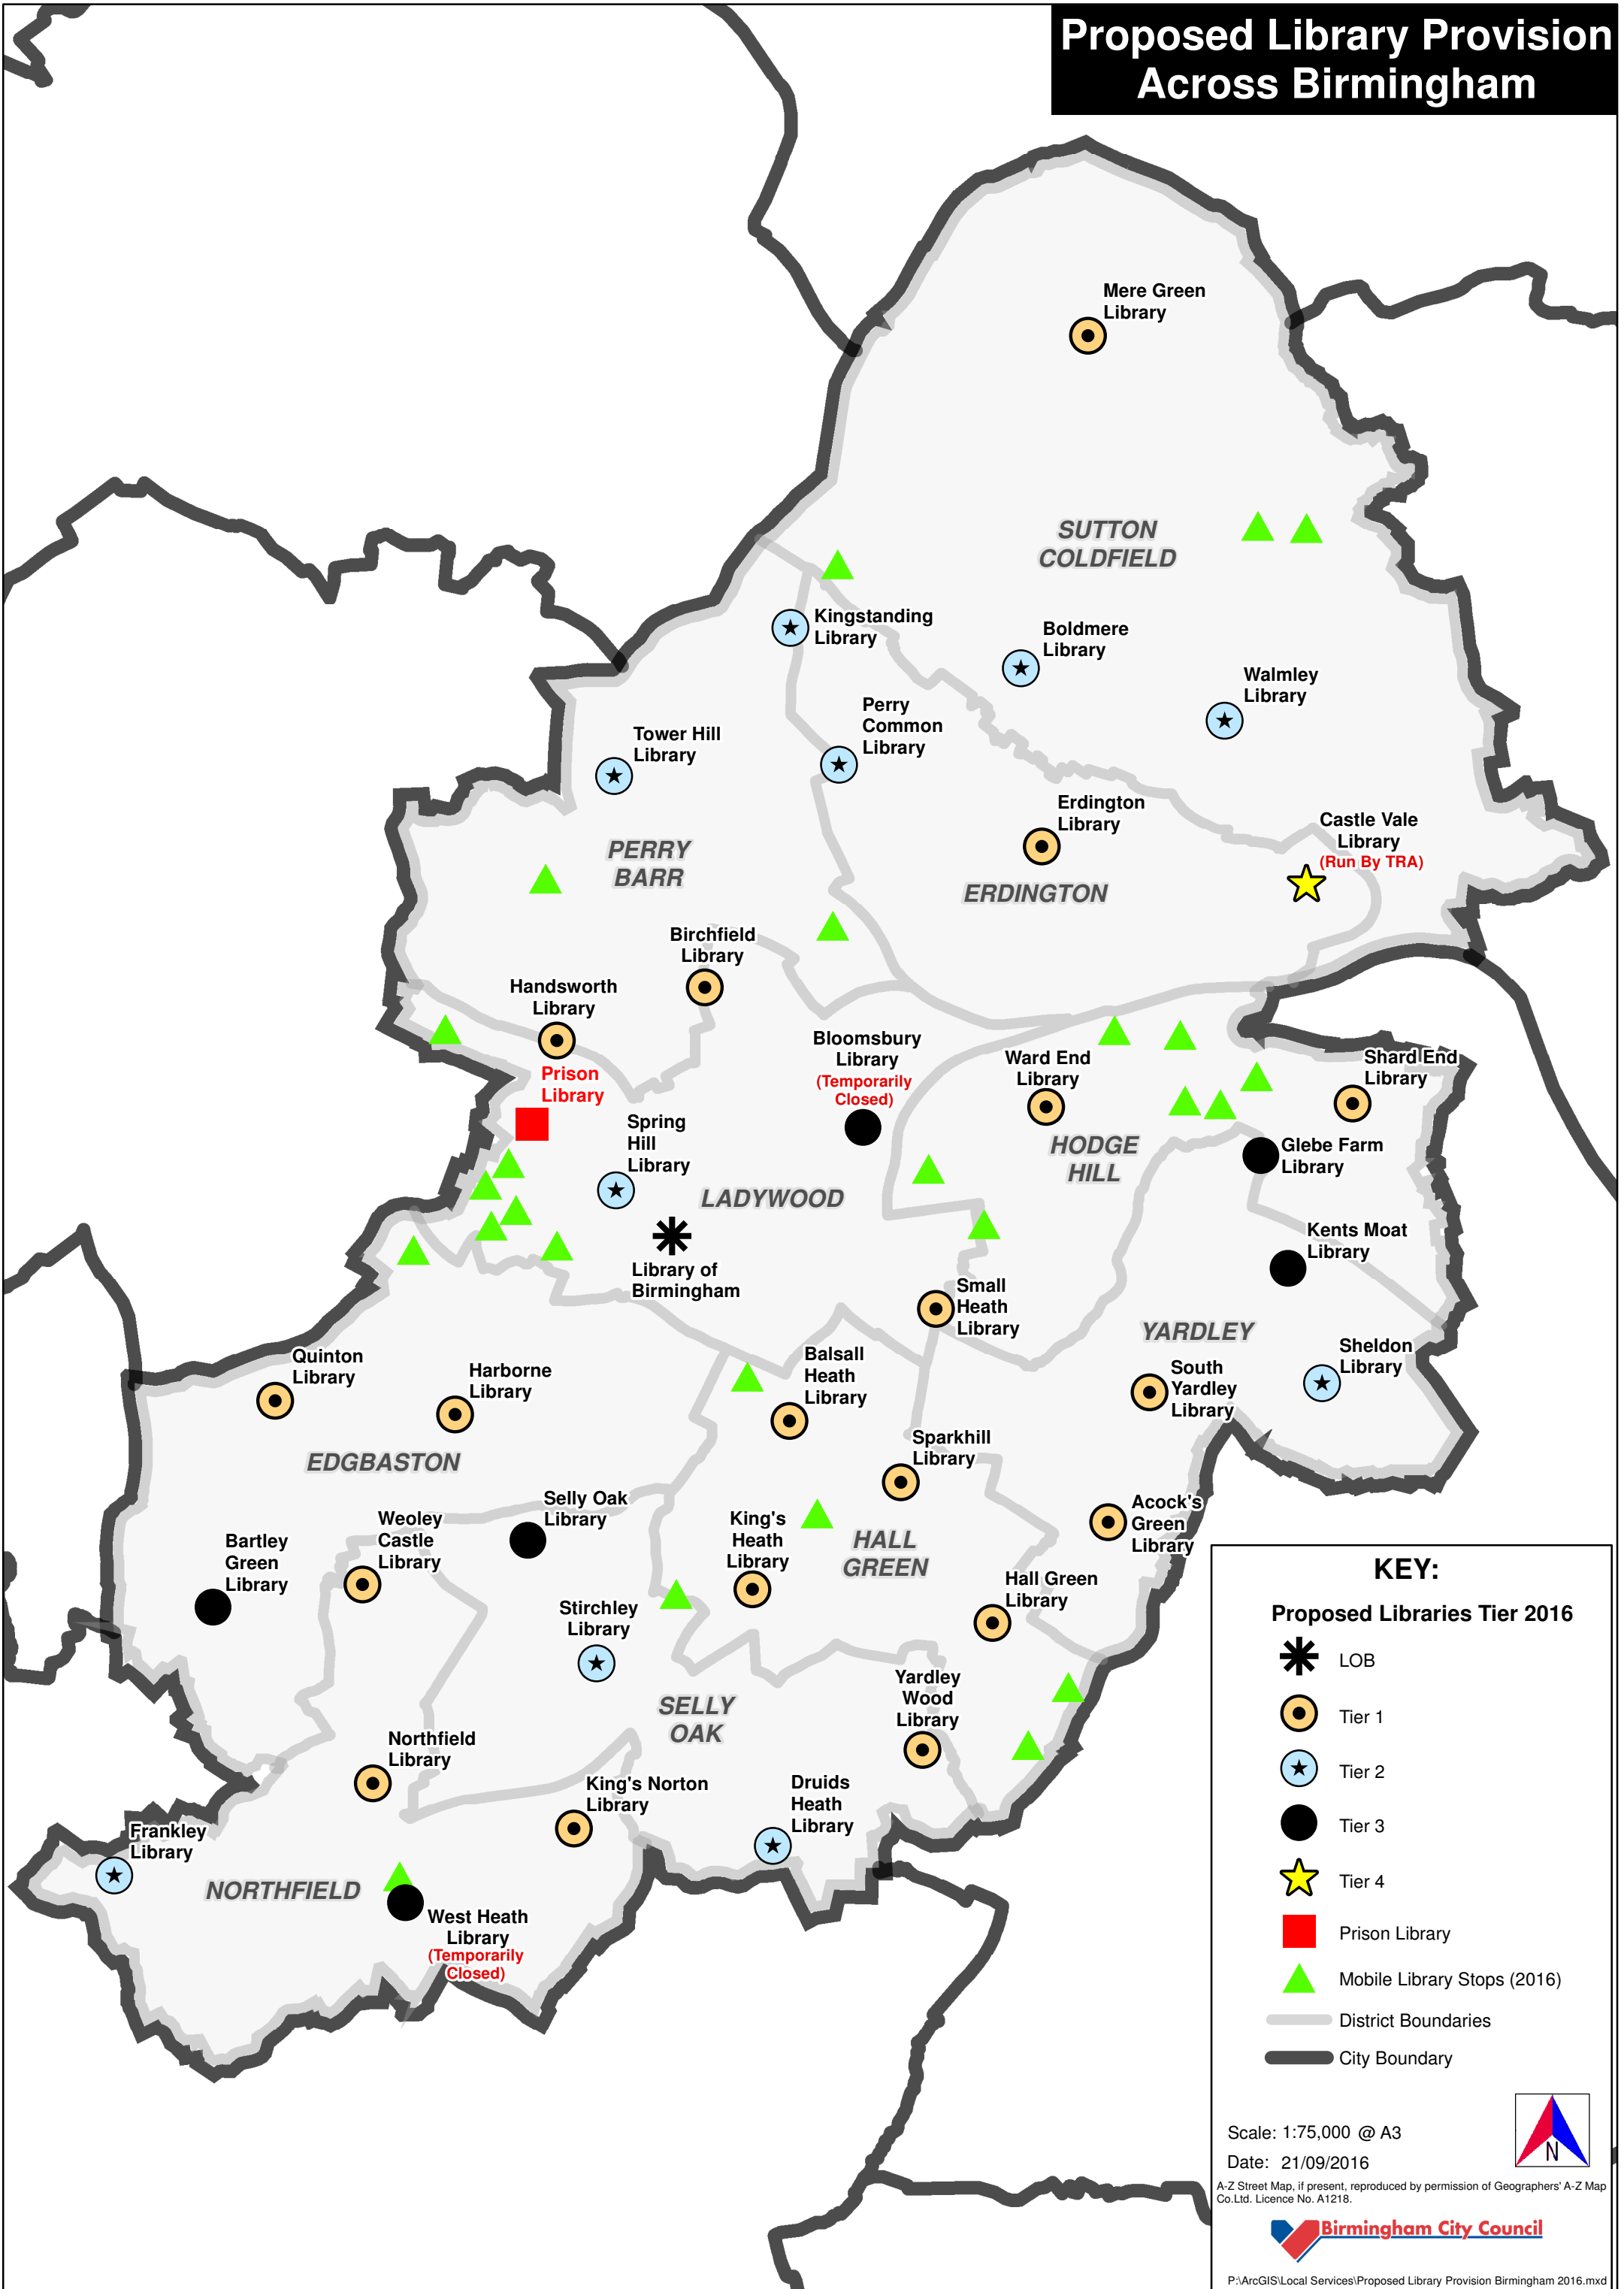 Proposed Library Provision
Across Birmingham
Mere Green
Library
SUTTON
COLDFIELD
Kingstanding
Library
Boldmere
Library
Walmley
Library
Perry
Common
Library
Tower Hill
Library
Erdington
Library
Castle Vale
Library
(Run By TRA)
PERRY
BARR
ERDINGTON
Birchfield
Library
Handsworth
Library
Prison
Library
Bloomsbury
Library
(Temporarily
Closed)
Ward End
Library
Shard End
Library
Spring
Hill
Library
HODGE
HILL
Glebe Farm
Library
LADYWOOD
Kents Moat
Library
Library of
Birmingham
Small
Heath
Library
YARDLEY
Sheldon
Library
Quinton
Library
Harborne
Library
Balsall
Heath
Library
South
Yardley
Library
EDGBASTON
Sparkhill
Library
Selly Oak
Library
Weoley
Castle
Library
King's
Heath
Library
Acock's
Green
Library
Bartley
Green
Library
HALL
GREEN
Hall Green
Library
Stirchley
Library
Yardley
Wood
Library
SELLY
OAK
Northfield
Library
King's Norton
Library
Druids
Heath
Library
Frankley
Library
NORTHFIELD
West Heath
Library
(Temporarily
Closed)
KEY:
Proposed Libraries Tier 2016
LOB
Tier 1
Tier 2
Tier 3
Tier 4
Prison Library
Mobile Library Stops (2016)
District Boundaries
City Boundary
Scale: 1:75,000 @ A3
Date: 21/09/2016
N
A-Z Street Map, if present, reproduced by permission of Geographers' A-Z Map
Co.Ltd. Licence No. A1218.
Birmingham City Council
P:\ArcGIS\Local Services\Proposed Library Provision Birmingham 2016.mxd